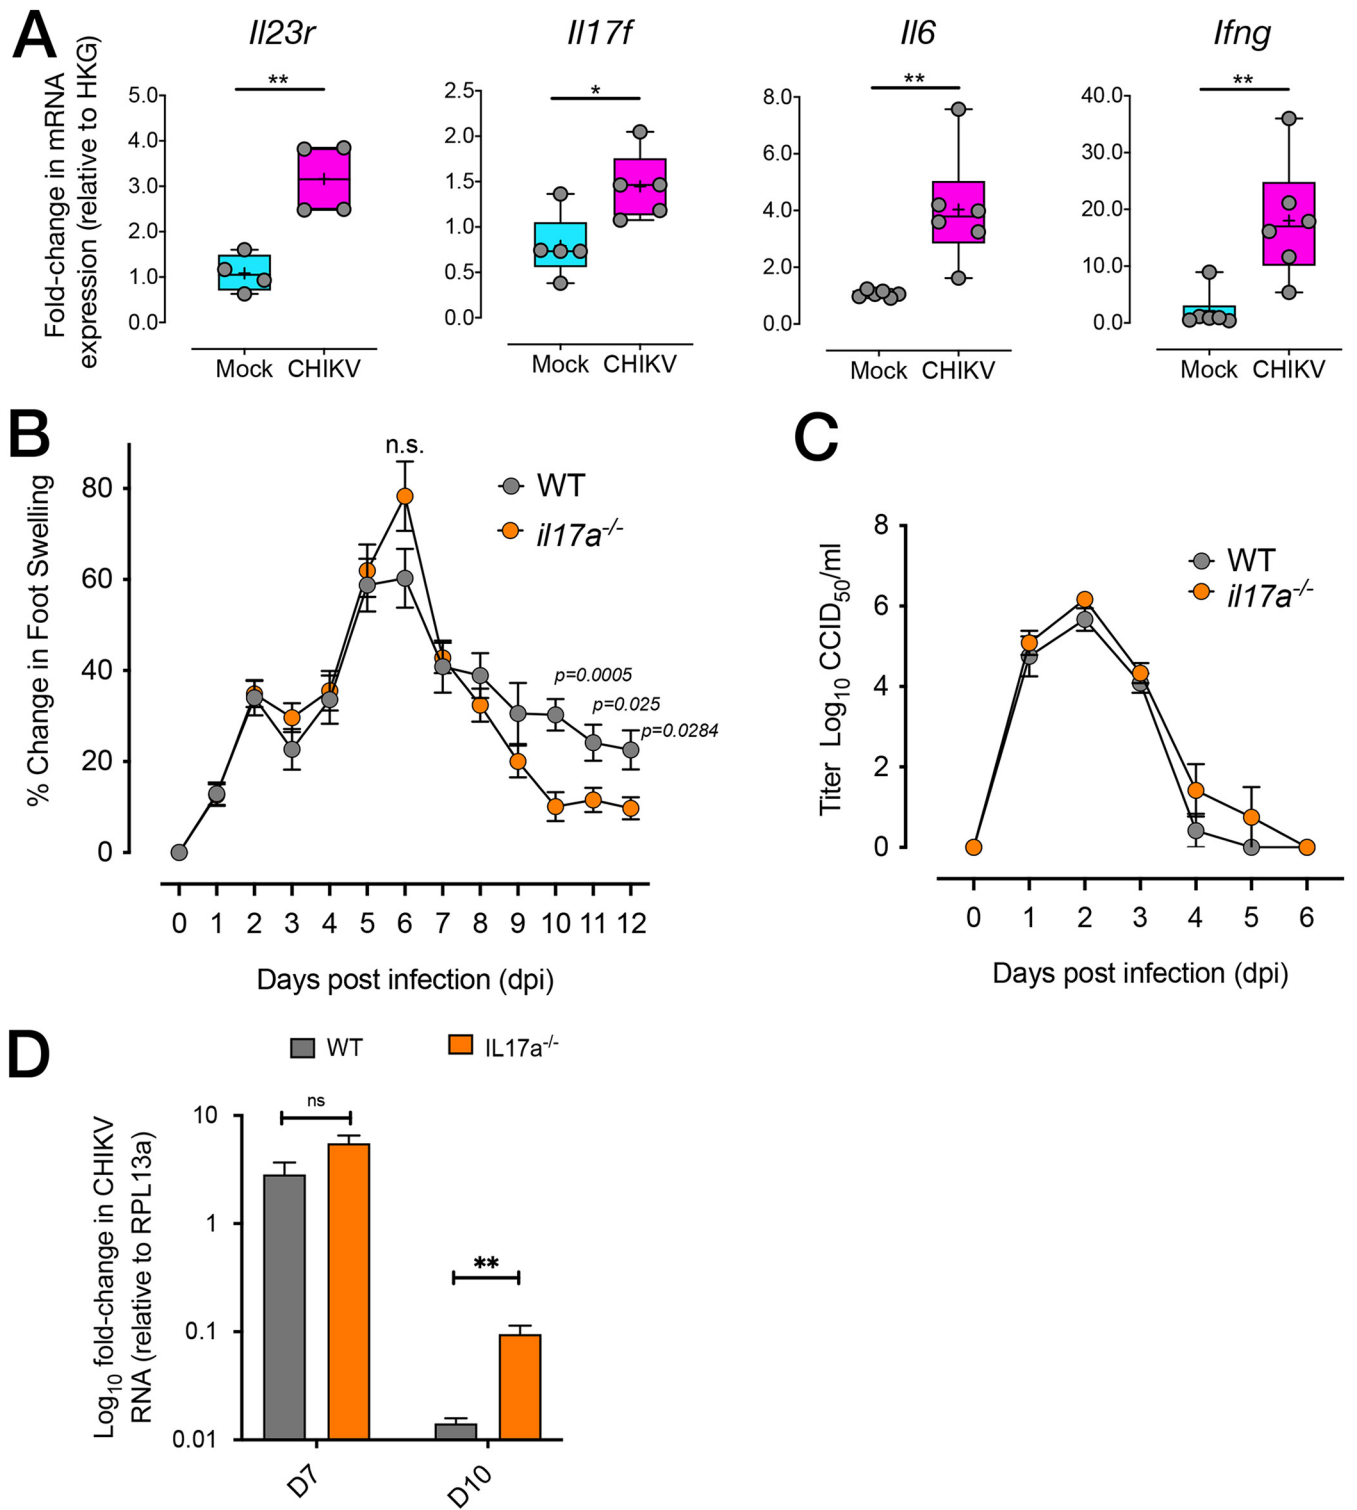 A
Il23r
Il17f
Il6
Ifng
Fold-change in mRNA
expression (relative to HKG)
**
5.0
4.0
3.0
2.0
1.0
0.0
Mock CHIKV
*
2.5
2.0
1.5
1.0
0.5
0.0
Mock CHIKV
**
8.0
6.0
4.0
2.0
0.0
Mock CHIKV
**
40.0
30.0
20.0
10.0
0.0
Mock CHIKV
B
% Change in Foot Swelling
80
60
40
20
0
n.s.
WT
il17a-/-
p=0.0005
p=0.025
p=0.0284
0 1 2 3 4 5 6 7 8 9 10 11 12
Days post infection (dpi)
C
Titer Log10 CCID50/ml
8
6
4
2
0
WT
il17a-/-
0 1 2 3 4 5 6
Days post infection (dpi)
D
WT
IL17a-/-
Log10 fold-change in CHIKV
RNA (relative to RPL13a)
10
1
0.1
0.01
ns
**
D7
D10